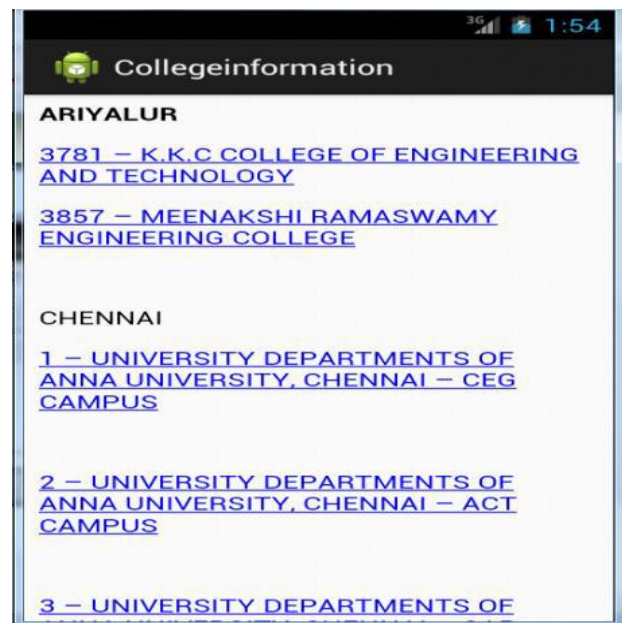 3G 1:54
Collegeinformation
ARIYALUR
3781 – K.K.C COLLEGE OF ENGINEERING
AND TECHNOLOGY
3857 – MEENAKSHI RAMASWAMY
ENGINEERING COLLEGE
CHENNAI
1 – UNIVERSITY DEPARTMENTS OF
ANNA UNIVERSITY, CHENNAI – CEG
CAMPUS
2 – UNIVERSITY DEPARTMENTS OF
ANNA UNIVERSITY, CHENNAI – ACT
CAMPUS
3 – UNIVERSITY DEPARTMENTS OF